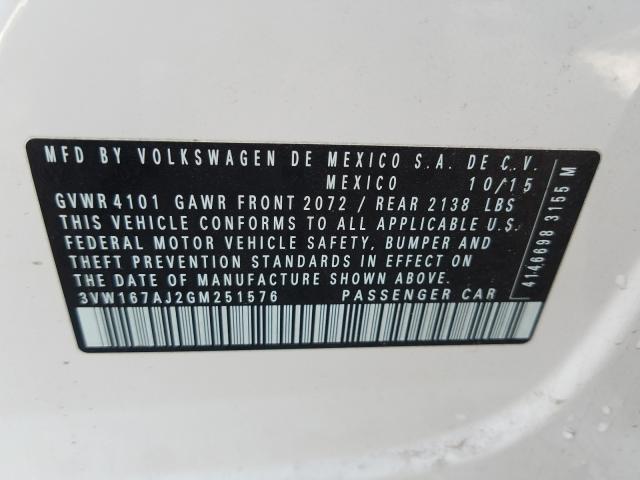 MFD BY VOLKSWAGEN DE MEXICO S.A. DE C.V.
MEXICO 10/15
GVWR 4101 GAWR FRONT 2072 / REAR 2138 LBS
THIS VEHICLE CONFORMS TO ALL APPLICABLE U.S.
FEDERAL MOTOR VEHICLE SAFETY, BUMPER AND
THEFT PREVENTION STANDARDS IN EFFECT ON
THE DATE OF MANUFACTURE SHOWN ABOVE.
3VW167AJ2GM251576 PASSENGER CAR
4146698 3155 M